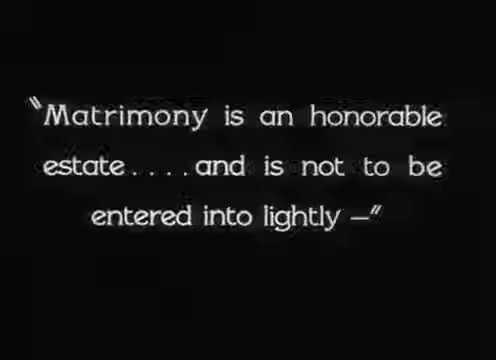 "Matrimony is an honorable
estate....and is not to be
entered into lightly —"